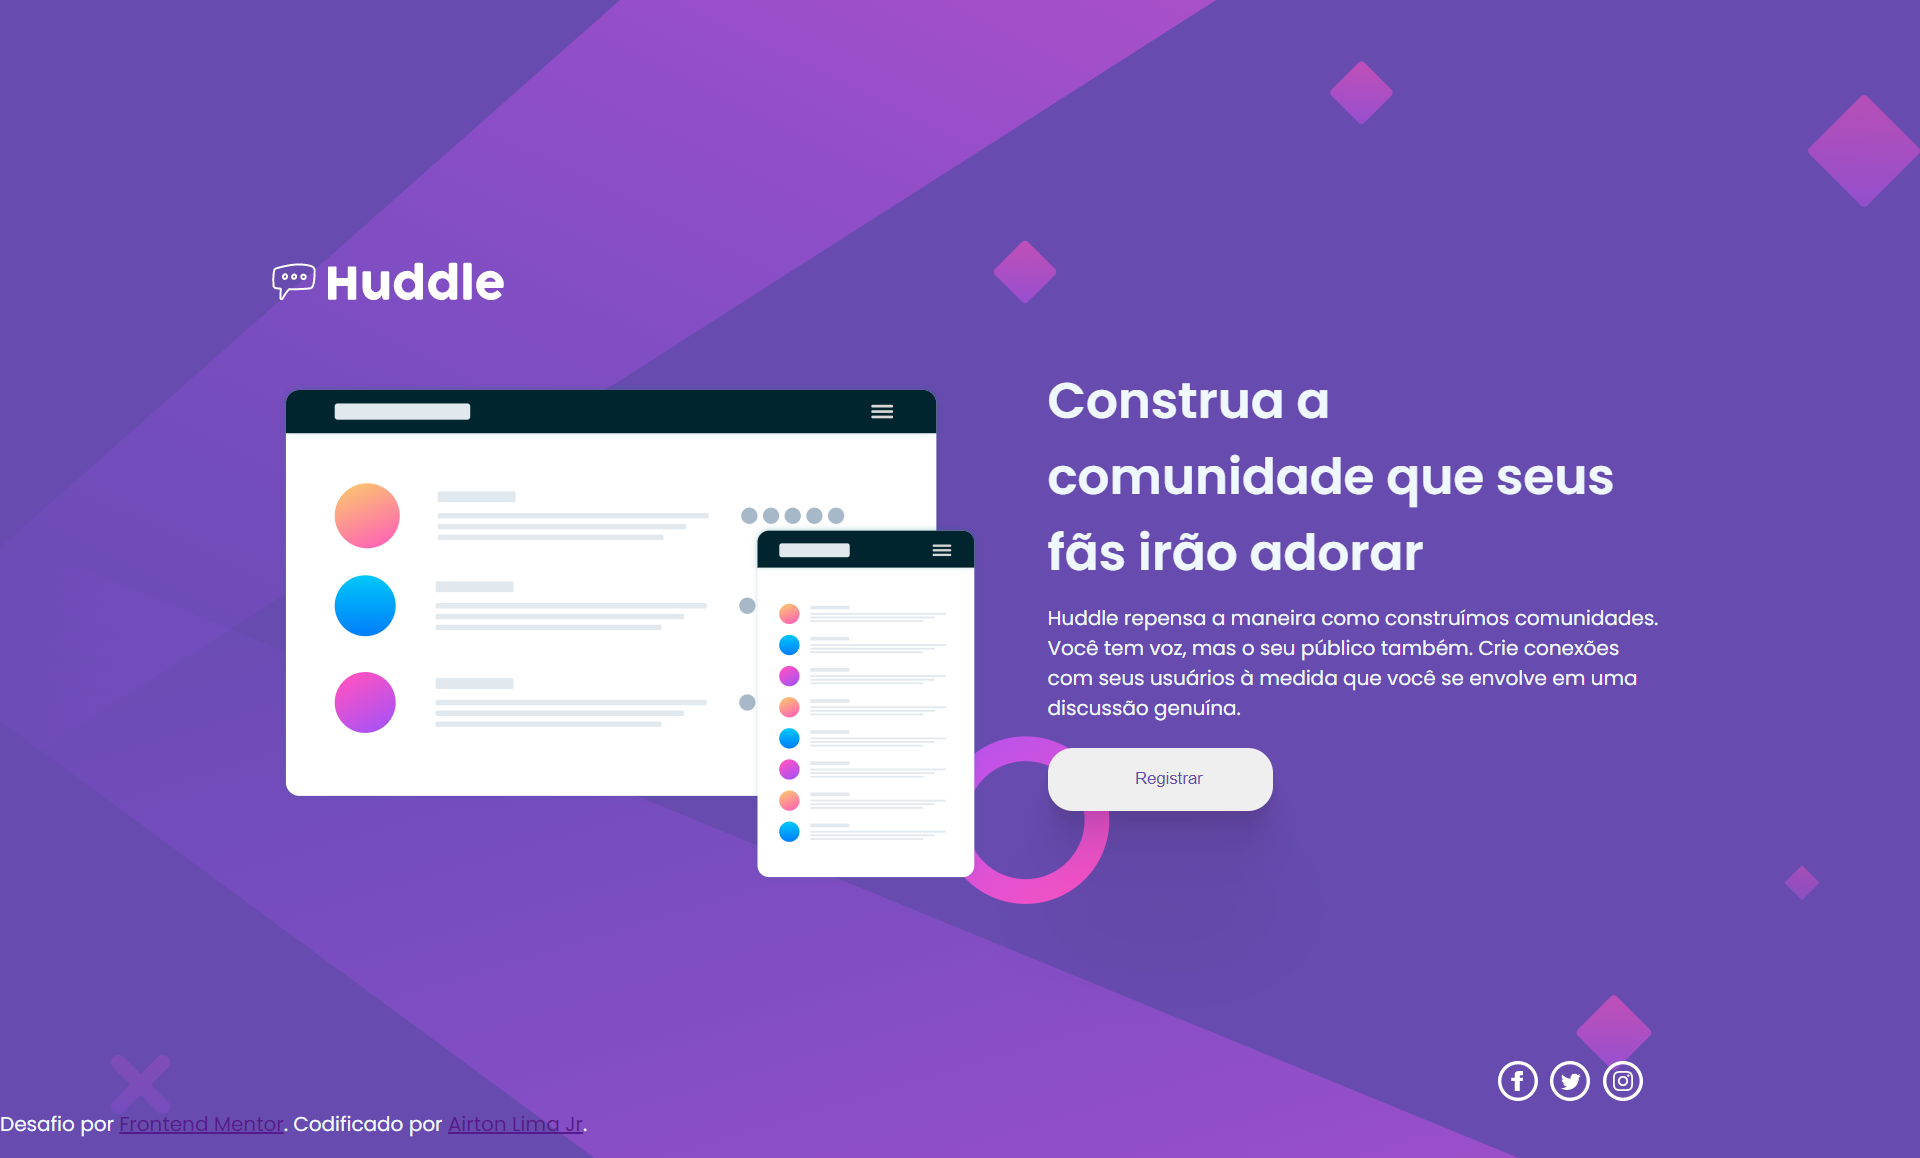 Huddle
Construa a
comunidade que seus
fãs irão adorar
Huddle repensa a maneira como construímos comunidades.
Você tem voz, mas o seu público também. Crie conexões
com seus usuários à medida que você se envolve em uma
discussão genuína.
Registrar
Desafio por Frontend Mentor. Codificado por Airton Lima Jr.